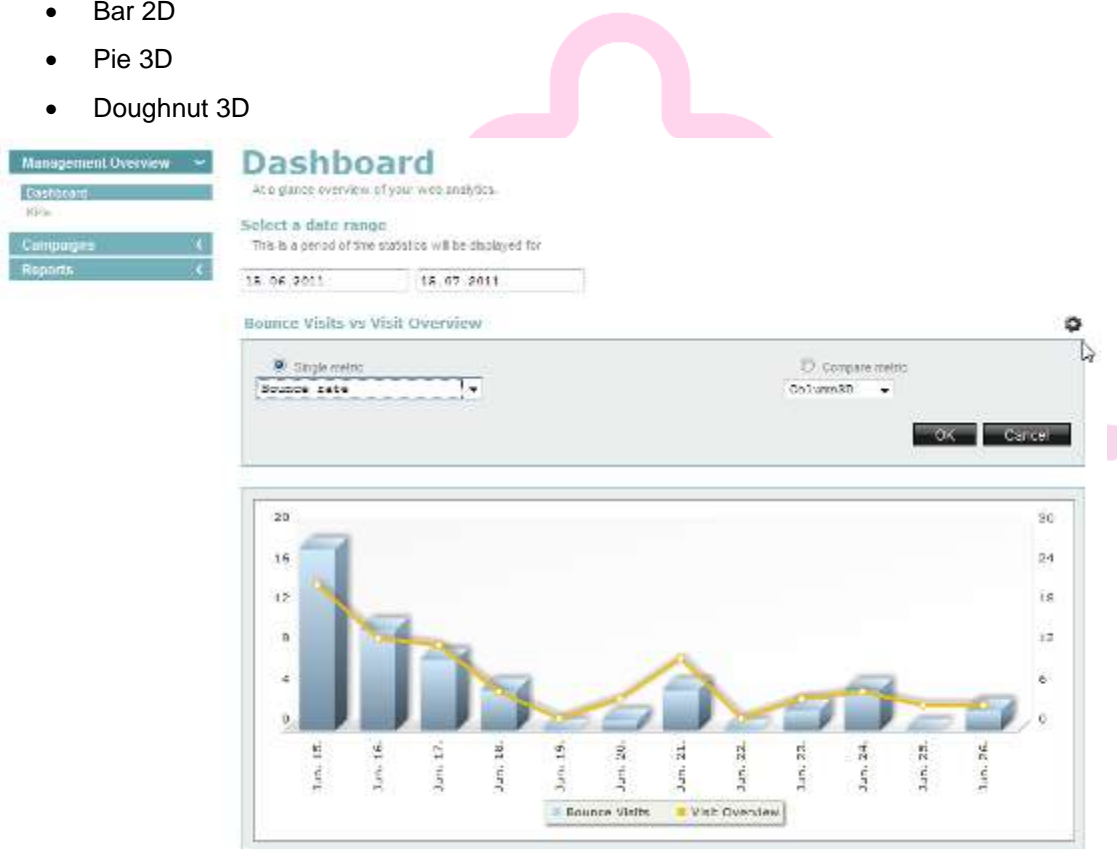 • Bar 2D
• Pie 3D
• Doughnut 3D
Management Overview
Dashboard
KPIs
Campaigns
Reports
Dashboard
At a glance overview of your web analytics.
Select a date range
This is a period of time statistics will be displayed for
18.06.2011 18.07.2011
Bounce Visits vs Visit Overview
Single metric Compare metric
Bounce rate Column3D
OK Cancel
20 30
16 24
12 18
8 12
4 6
0 0
Jun. 15. Jun. 16. Jun. 17. Jun. 18. Jun. 19. Jun. 20. Jun. 21. Jun. 22. Jun. 23. Jun. 24. Jun. 25. Jun. 26.
Bounce Visits Visit Overview